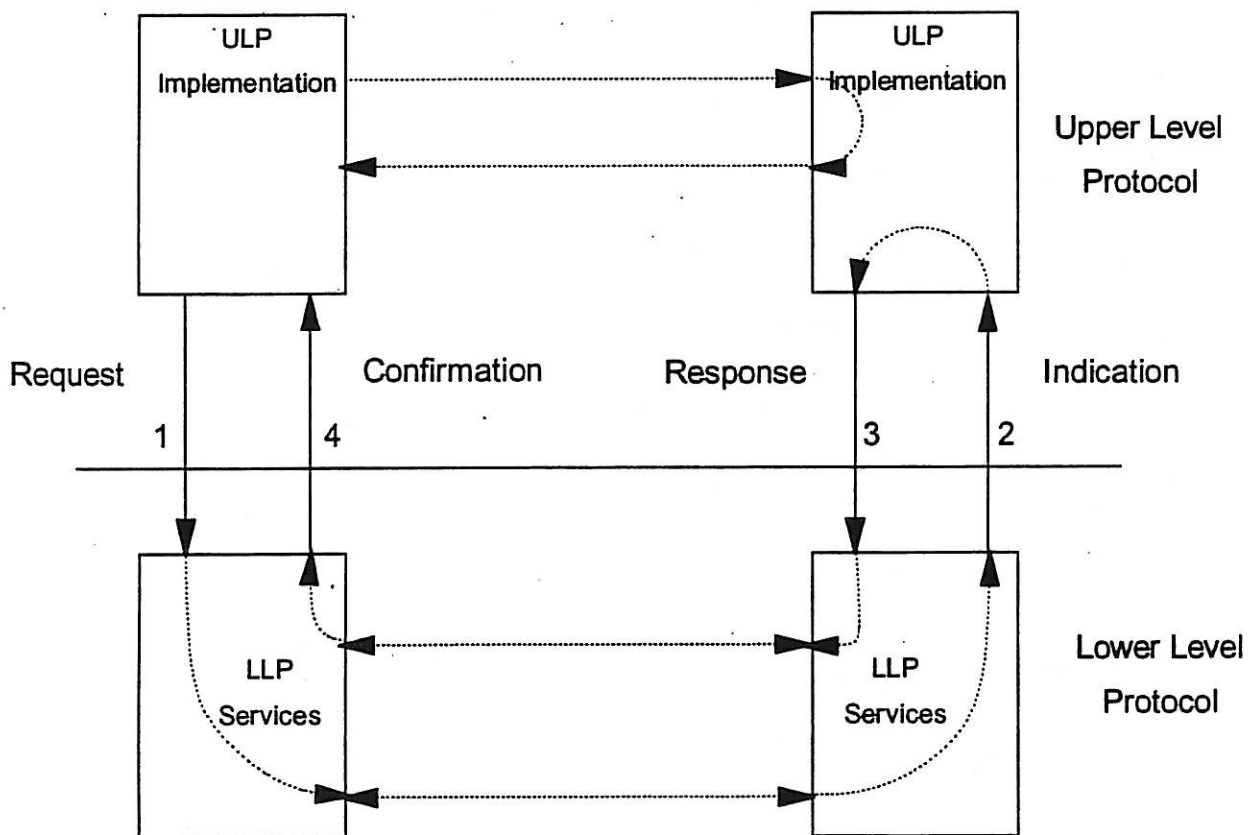 ULP
Implementation
ULP
Implementation
Upper Level
Protocol
Request
Confirmation
Response
Indication
1
4
3
2
LLP
Services
LLP
Services
Lower Level
Protocol